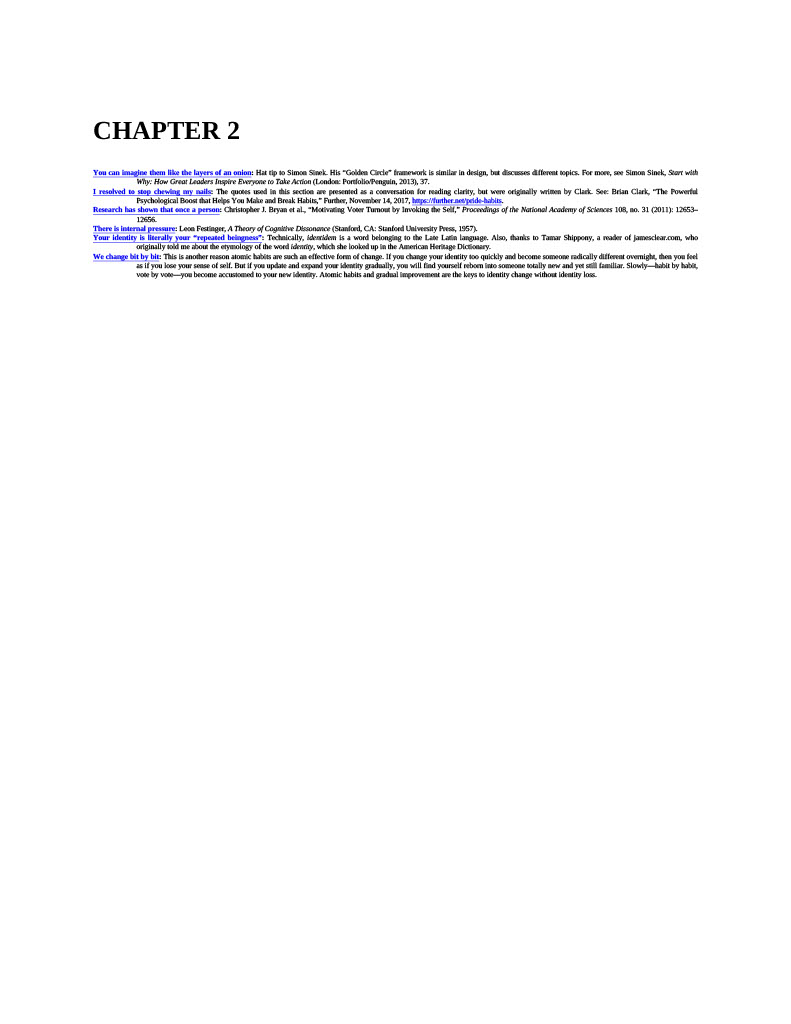 CHAPTER 2
You can imagine them like the layers of an onion: Hat tip to Simon Sinek. His “Golden Circle” framework is similar in design, but discusses different topics. For more, see Simon Sinek, Start with
Why: How Great Leaders Inspire Everyone to Take Action (London: Portfolio/Penguin, 2013), 37.
I resolved to stop chewing my nails: The quotes used in this section are presented as a conversation for reading clarity, but were originally written by Clark. See: Brian Clark, “The Powerful
Psychological Boost that Helps You Make and Break Habits,” Further, November 14, 2017, https://further.net/pride-habits.
Research has shown that once a person: Christopher J. Bryan et al., “Motivating Voter Turnout by Invoking the Self,” Proceedings of the National Academy of Sciences 108, no. 31 (2011): 12653–
12656.
There is internal pressure: Leon Festinger, A Theory of Cognitive Dissonance (Stanford, CA: Stanford University Press, 1957).
Your identity is literally your “repeated beingness”: Technically, identidem is a word belonging to the Late Latin language. Also, thanks to Tamar Shippony, a reader of jamesclear.com, who
originally told me about the etymology of the word identity, which she looked up in the American Heritage Dictionary.
We change bit by bit: This is another reason atomic habits are such an effective form of change. If you change your identity too quickly and become someone radically different overnight, then you feel
as if you lose your sense of self. But if you update and expand your identity gradually, you will find yourself reborn into someone totally new and yet still familiar. Slowly—habit by habit,
vote by vote—you become accustomed to your new identity. Atomic habits and gradual improvement are the keys to identity change without identity loss.